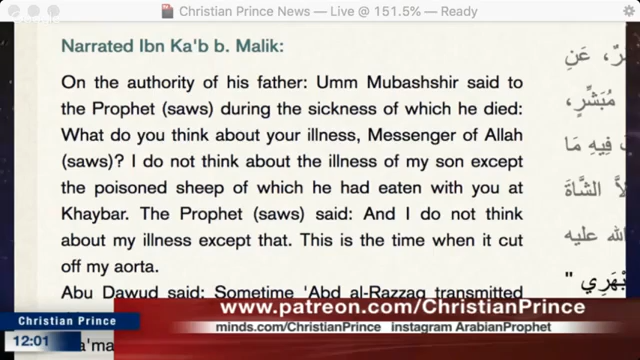 Christian Prince News — Live @ 151.5% — Ready
Narrated Ibn Ka'b b. Malik:
On the authority of his father: Umm Mubashshir said to
the Prophet (saws) during the sickness of which he died:
What do you think about your illness, Messenger of Allah
(saws)? I do not think about the illness of my son except
the poisoned sheep of which he had eaten with you at
Khaybar. The Prophet (saws) said: And I do not think
about my illness except that. This is the time when it cut
off my aorta.
Abu Dawud said: Sometime 'Abd al-Razzaq transmitted
عَنِ
مُبَشِّرٍ،
فِيهِ مَا
الشَّاةَ
الله عليه
www.patreon.com/ChristianPrince
Christian Prince
minds.com/ChristianPrince instagram ArabianProphet
12:01